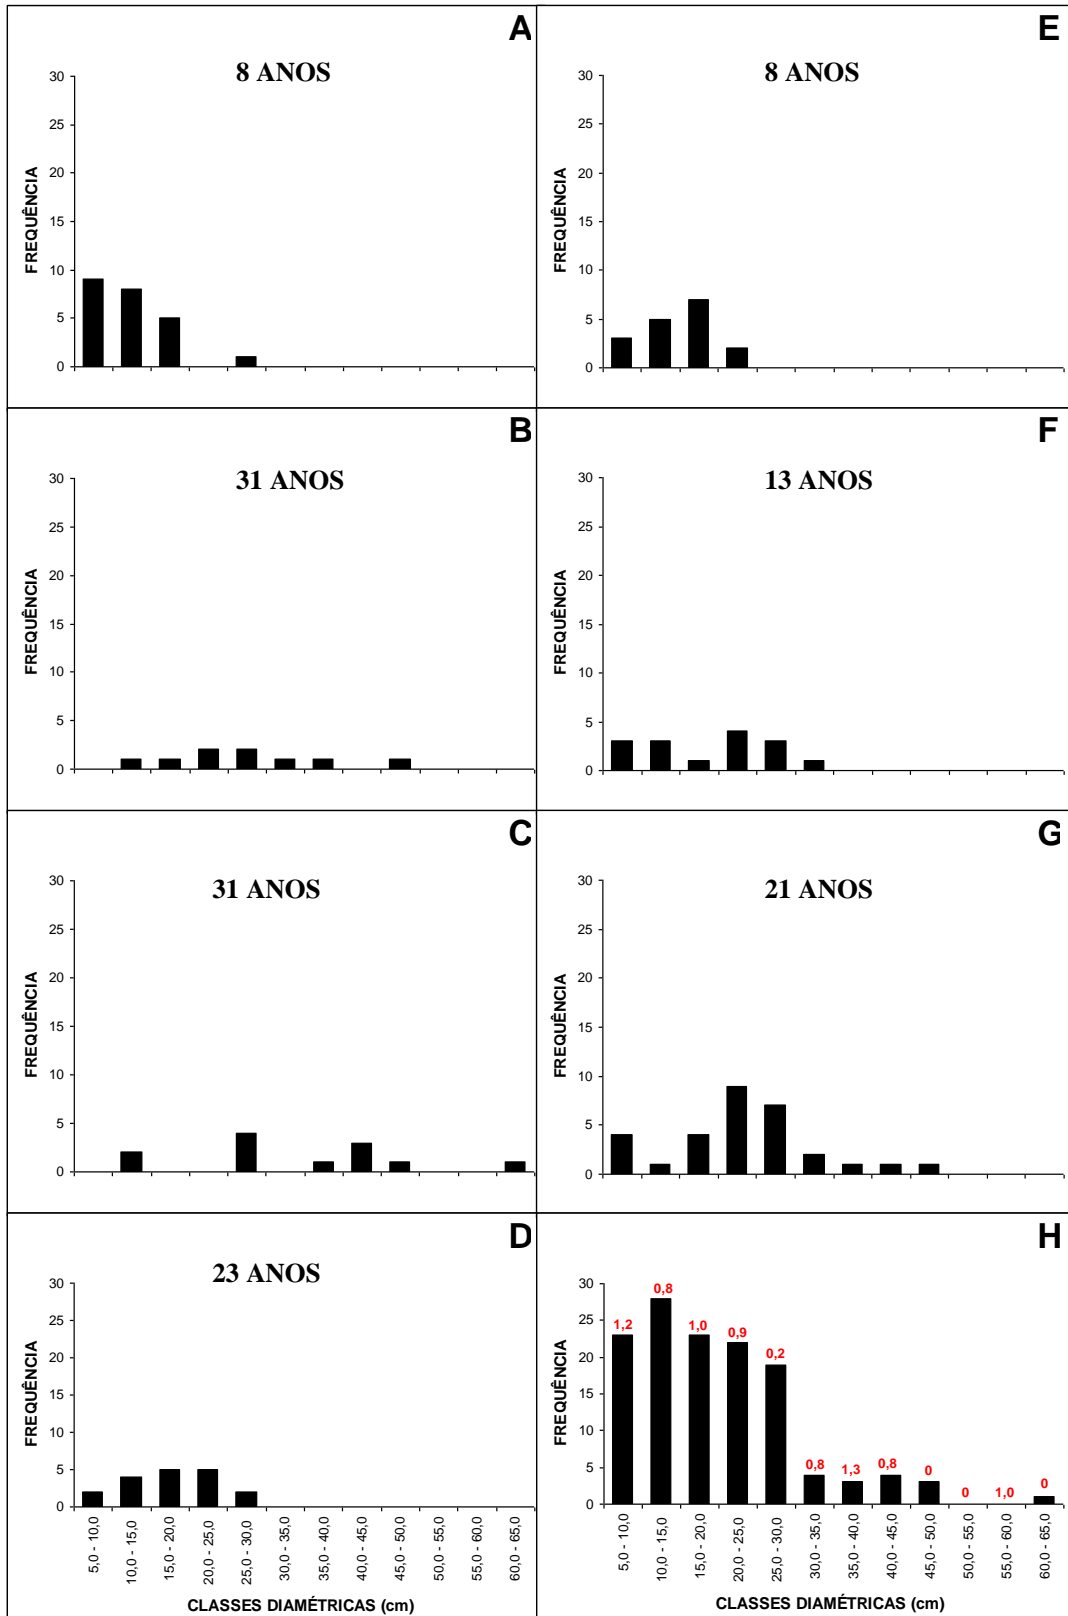 A
8 ANOS
30
25
20
15
10
5
0
FREQUÊNCIA
E
8 ANOS
30
25
20
15
10
5
0
FREQUÊNCIA
B
31 ANOS
30
25
20
15
10
5
0
FREQUÊNCIA
F
13 ANOS
30
25
20
15
10
5
0
FREQUÊNCIA
C
31 ANOS
30
25
20
15
10
5
0
FREQUÊNCIA
G
21 ANOS
30
25
20
15
10
5
0
FREQUÊNCIA
D
23 ANOS
30
25
20
15
10
5
0
FREQUÊNCIA
5,0 - 10,0
10,0 - 15,0
15,0 - 20,0
20,0 - 25,0
25,0 - 30,0
30,0 - 35,0
35,0 - 40,0
40,0 - 45,0
45,0 - 50,0
50,0 - 55,0
55,0 - 60,0
60,0 - 65,0
CLASSES DIAMÉTRICAS (cm)
H
30
25
20
15
10
5
0
FREQUÊNCIA
1,2
0,8
1,0
0,9
0,2
0,8
1,3
0,8
0
0
1,0
0
5,0 - 10,0
10,0 - 15,0
15,0 - 20,0
20,0 - 25,0
25,0 - 30,0
30,0 - 35,0
35,0 - 40,0
40,0 - 45,0
45,0 - 50,0
50,0 - 55,0
55,0 - 60,0
60,0 - 65,0
CLASSES DIAMÉTRICAS (cm)